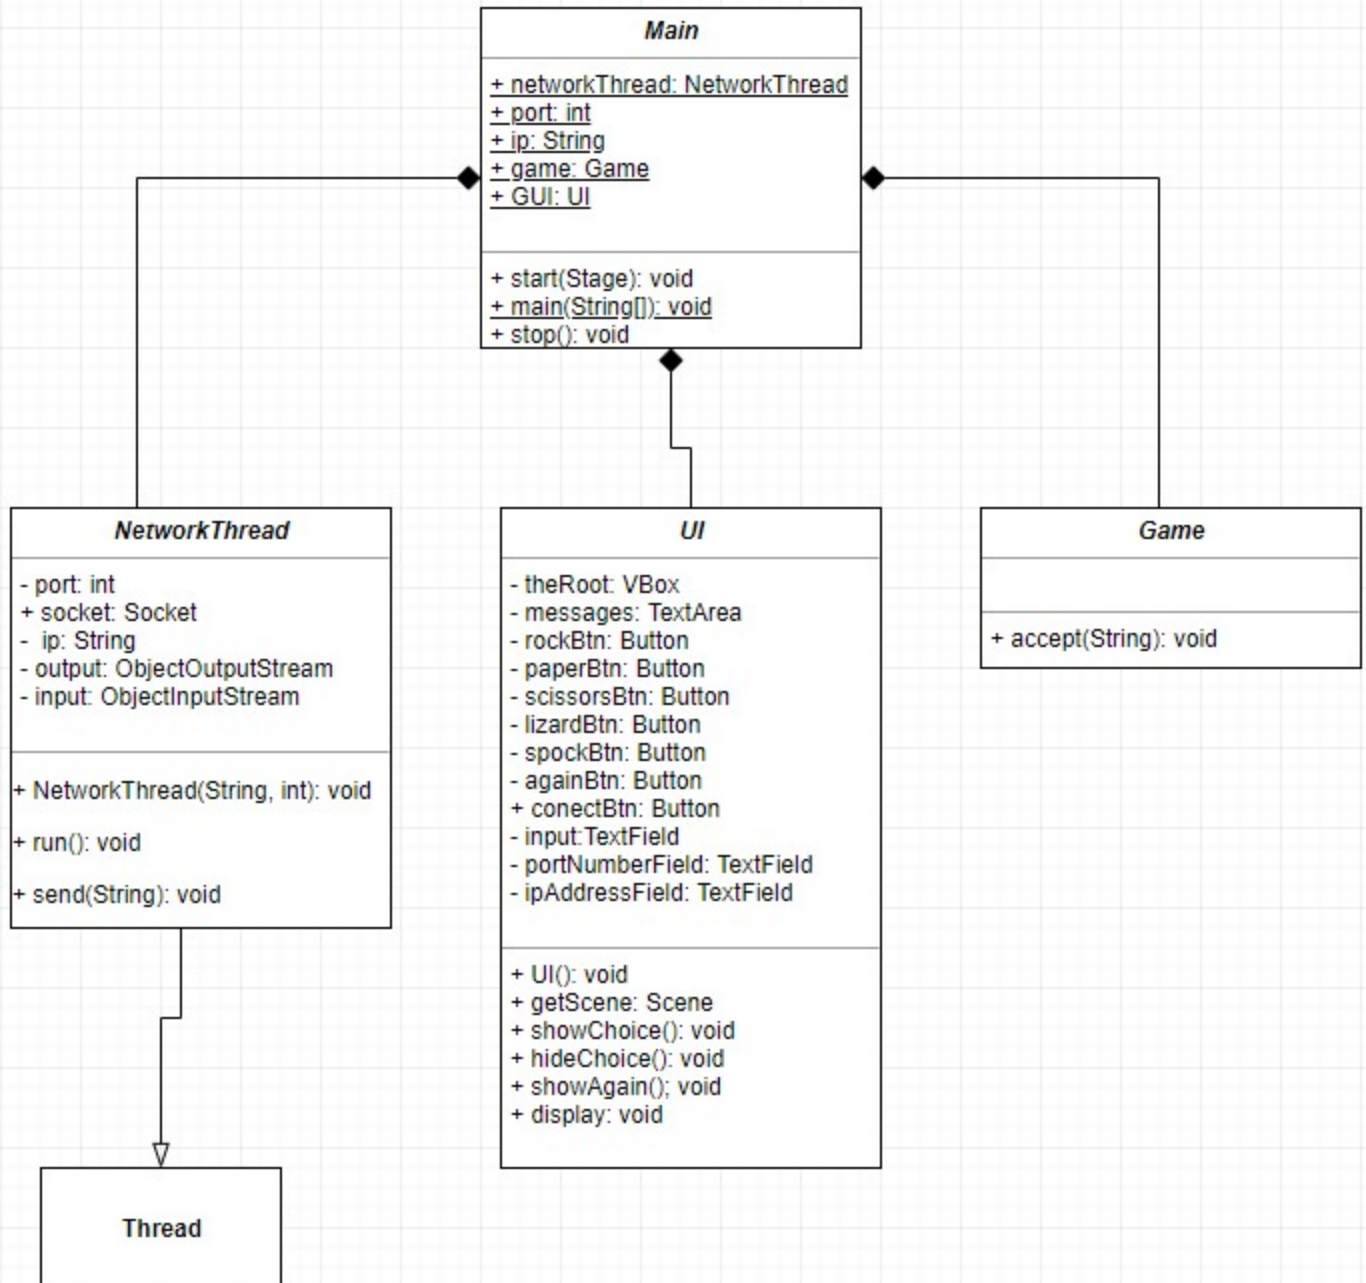 Main
+ networkThread: NetworkThread
+ port: int
+ ip: String
+ game: Game
+ GUI: UI
+ start(Stage): void
+ main(String[]): void
+ stop(): void
NetworkThread
- port: int
+ socket: Socket
- ip: String
- output: ObjectOutputStream
- input: ObjectInputStream
+ NetworkThread(String, int): void
+ run(): void
+ send(String): void
UI
- theRoot: VBox
- messages: TextArea
- rockBtn: Button
- paperBtn: Button
- scissorsBtn: Button
- lizardBtn: Button
- spockBtn: Button
- againBtn: Button
+ conectBtn: Button
- input:TextField
- portNumberField: TextField
- ipAddressField: TextField
+ UI(): void
+ getScene: Scene
+ showChoice(): void
+ hideChoice(): void
+ showAgain(); void
+ display: void
Game
+ accept(String): void
Thread